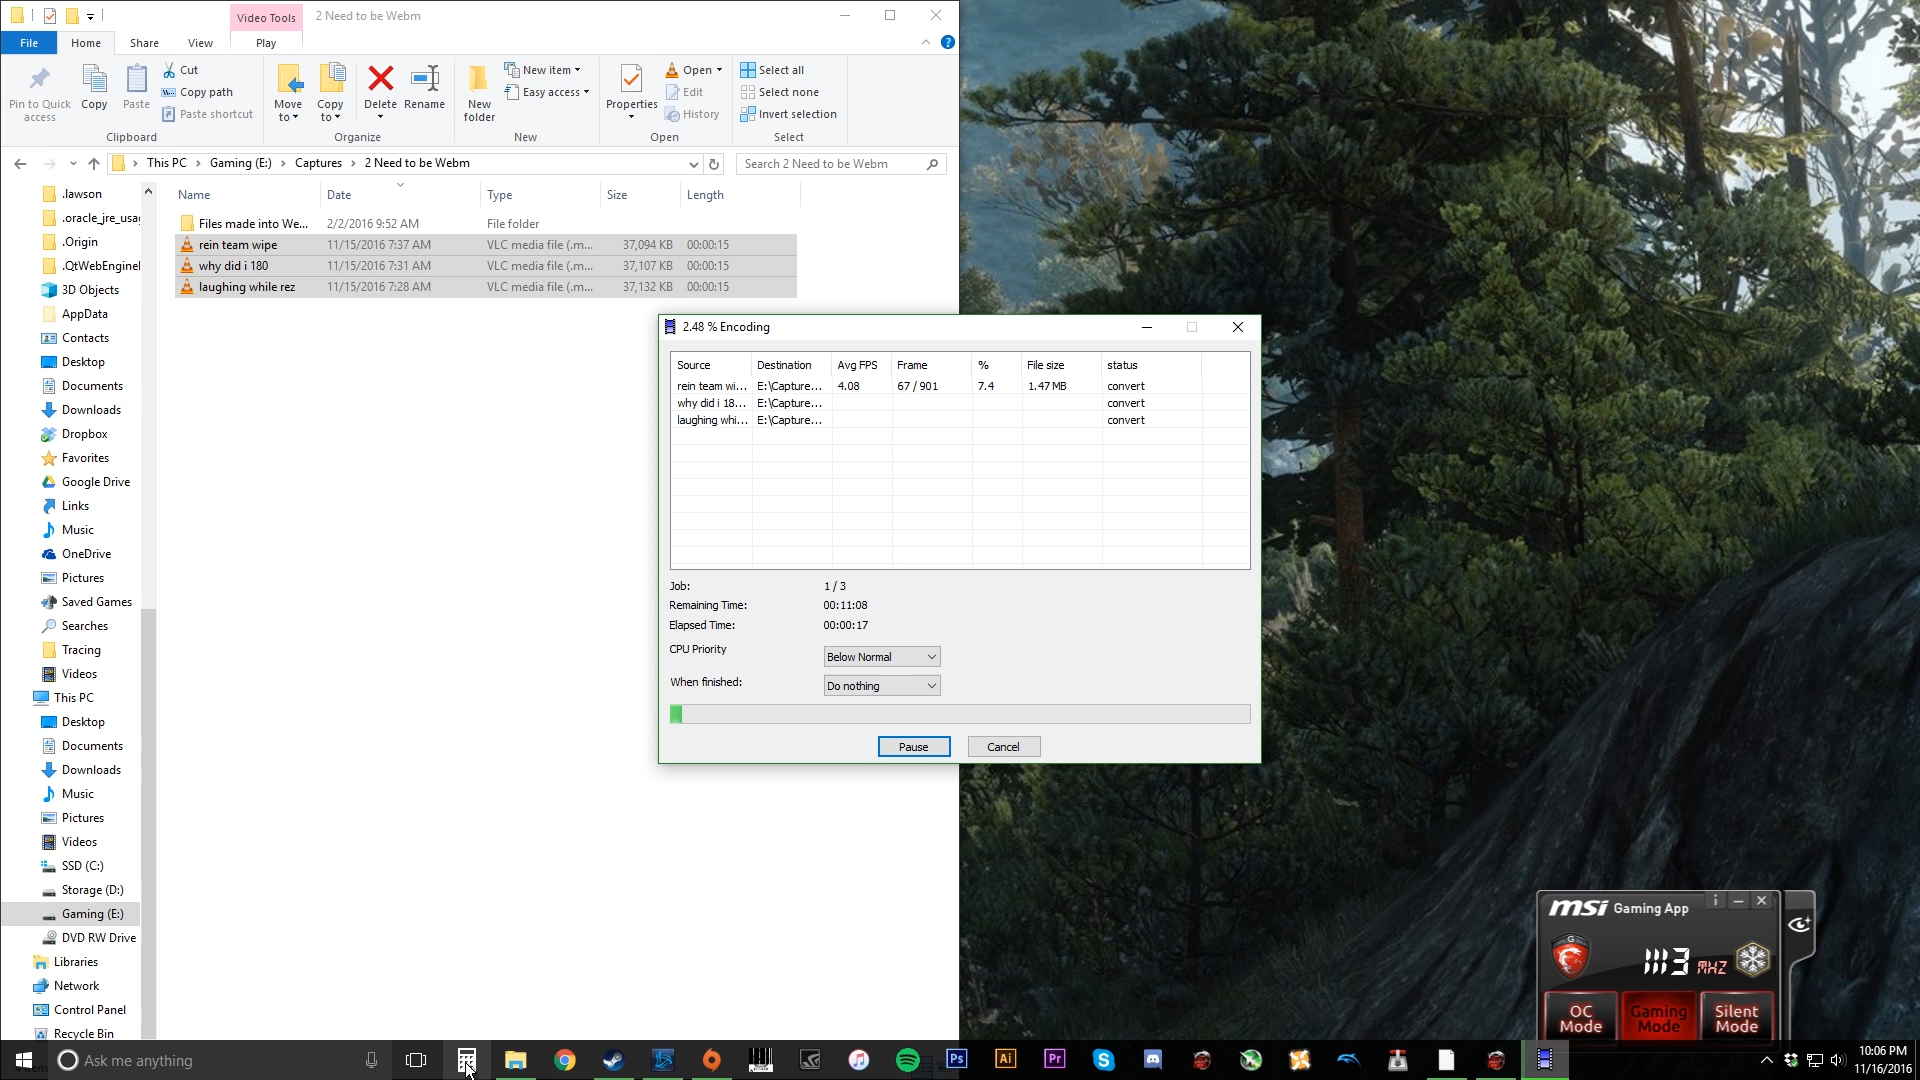 Video Tools
2 Need to be Webm
File
Home
Share
View
Play
Pin to Quick access
Copy
Paste
Cut
Copy path
Paste shortcut
Clipboard
Move to
Copy to
Delete
Rename
Organize
New folder
New item
Easy access
New
Properties
Open
Edit
History
Open
Select all
Select none
Invert selection
Select
This PC > Gaming (E:) > Captures > 2 Need to be Webm
Search 2 Need to be Webm
Name Date Type Size Length
Files made into We... 2/2/2016 9:52 AM File folder
rein team wipe 11/15/2016 7:37 AM VLC media file (.m... 37,094 KB 00:00:15
why did i 180 11/15/2016 7:31 AM VLC media file (.m... 37,107 KB 00:00:15
laughing while rez 11/15/2016 7:28 AM VLC media file (.m... 37,132 KB 00:00:15
.lawson
.oracle_jre_usa
.Origin
.QtWebEngine
3D Objects
AppData
Contacts
Desktop
Documents
Downloads
Dropbox
Favorites
Google Drive
Links
Music
OneDrive
Pictures
Saved Games
Searches
Tracing
Videos
This PC
Desktop
Documents
Downloads
Music
Pictures
Videos
SSD (C:)
Storage (D:)
Gaming (E:)
DVD RW Drive
Libraries
Network
Control Panel
Recycle Bin
2.48 % Encoding
Source Destination Avg FPS Frame % File size status
rein team wi... E:\Capture... 4.08 67 / 901 7.4 1.47 MB convert
why did i 18... E:\Capture... convert
laughing whi... E:\Capture... convert
Job: 1 / 3
Remaining Time: 00:11:08
Elapsed Time: 00:00:17
CPU Priority Below Normal
When finished: Do nothing
Pause Cancel
msi Gaming App
1113 MHZ
OC Mode
Gaming Mode
Silent Mode
Ask me anything
Ps
Ai
Pr
10:06 PM
11/16/2016